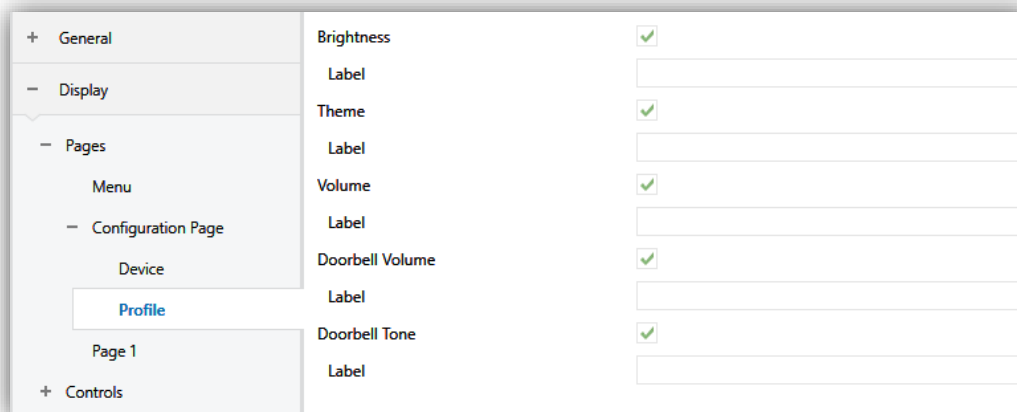 General
Display
Pages
Menu
Configuration Page
Device
Profile
Page 1
Controls
Brightness
Label
Theme
Label
Volume
Label
Doorbell Volume
Label
Doorbell Tone
Label